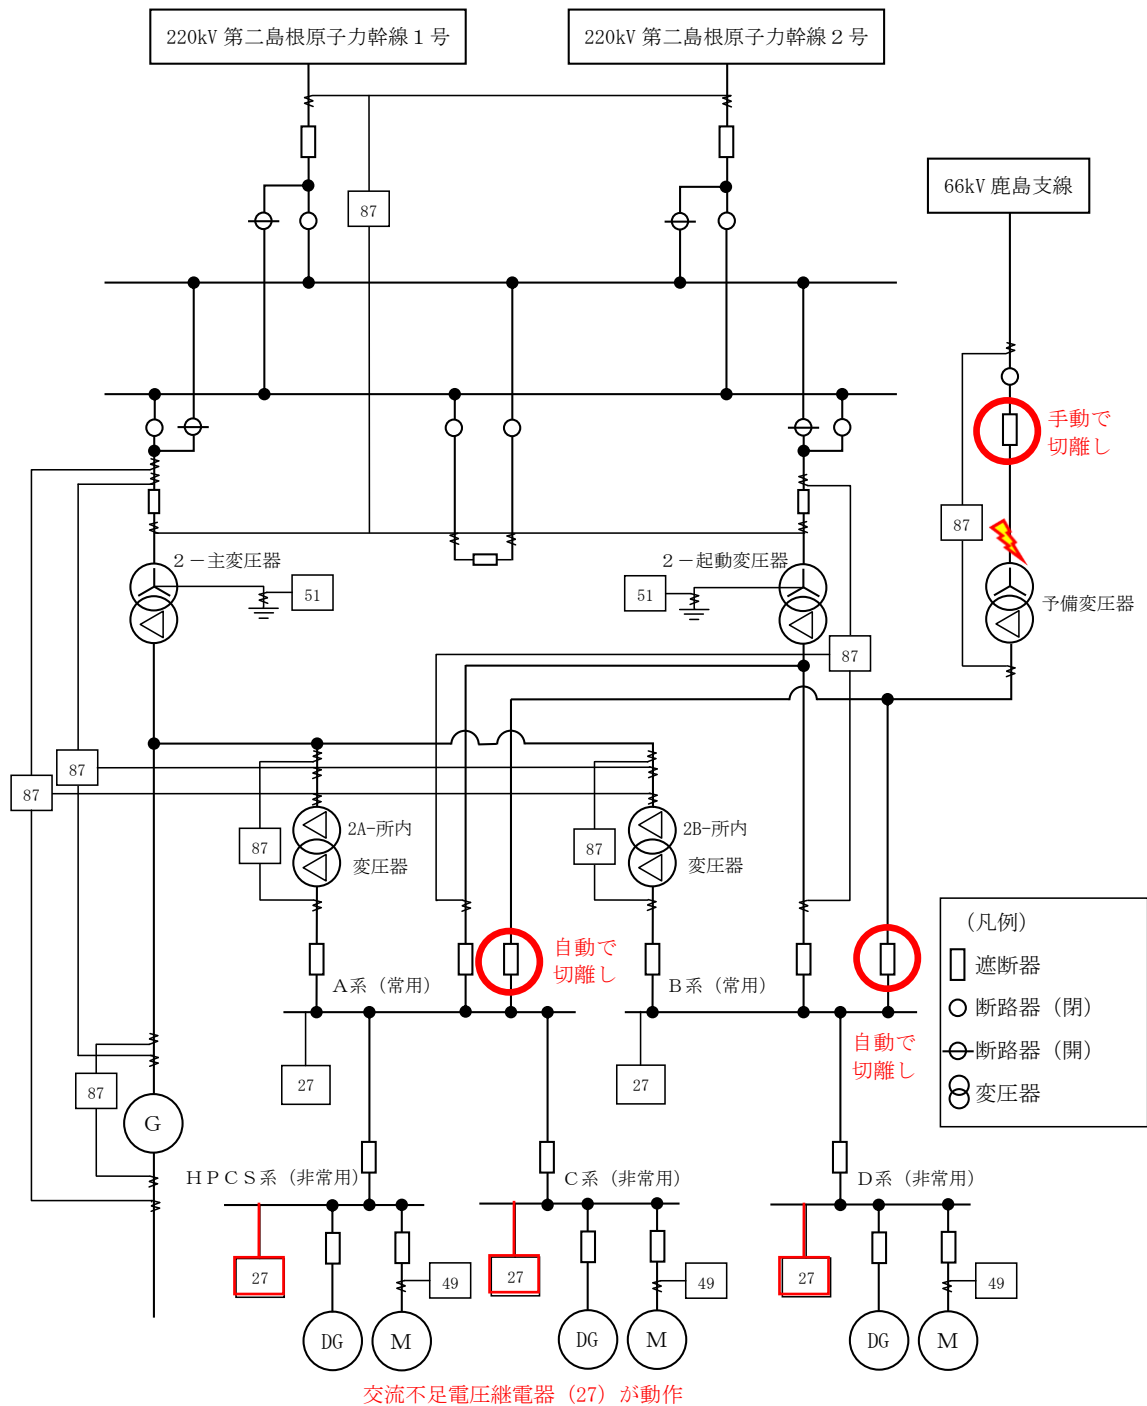 220kV 第二島根原子力幹線１号
220kV 第二島根原子力幹線２号
66kV 鹿島支線
87
手動で
切離し
87
2－主変圧器
51
2－起動変圧器
51
予備変圧器
87
87
87
2A-所内
変圧器
87
2B-所内
変圧器
87
自動で
切離し
A系（常用）
B系（常用）
自動で
切離し
（凡例）
遮断器
断路器（閉）
断路器（開）
変圧器
27
27
87
G
ＨＰＣＳ系（非常用）
C系（非常用）
D系（非常用）
27
49
27
49
27
49
DG
M
DG
M
DG
M
交流不足電圧継電器（27）が動作